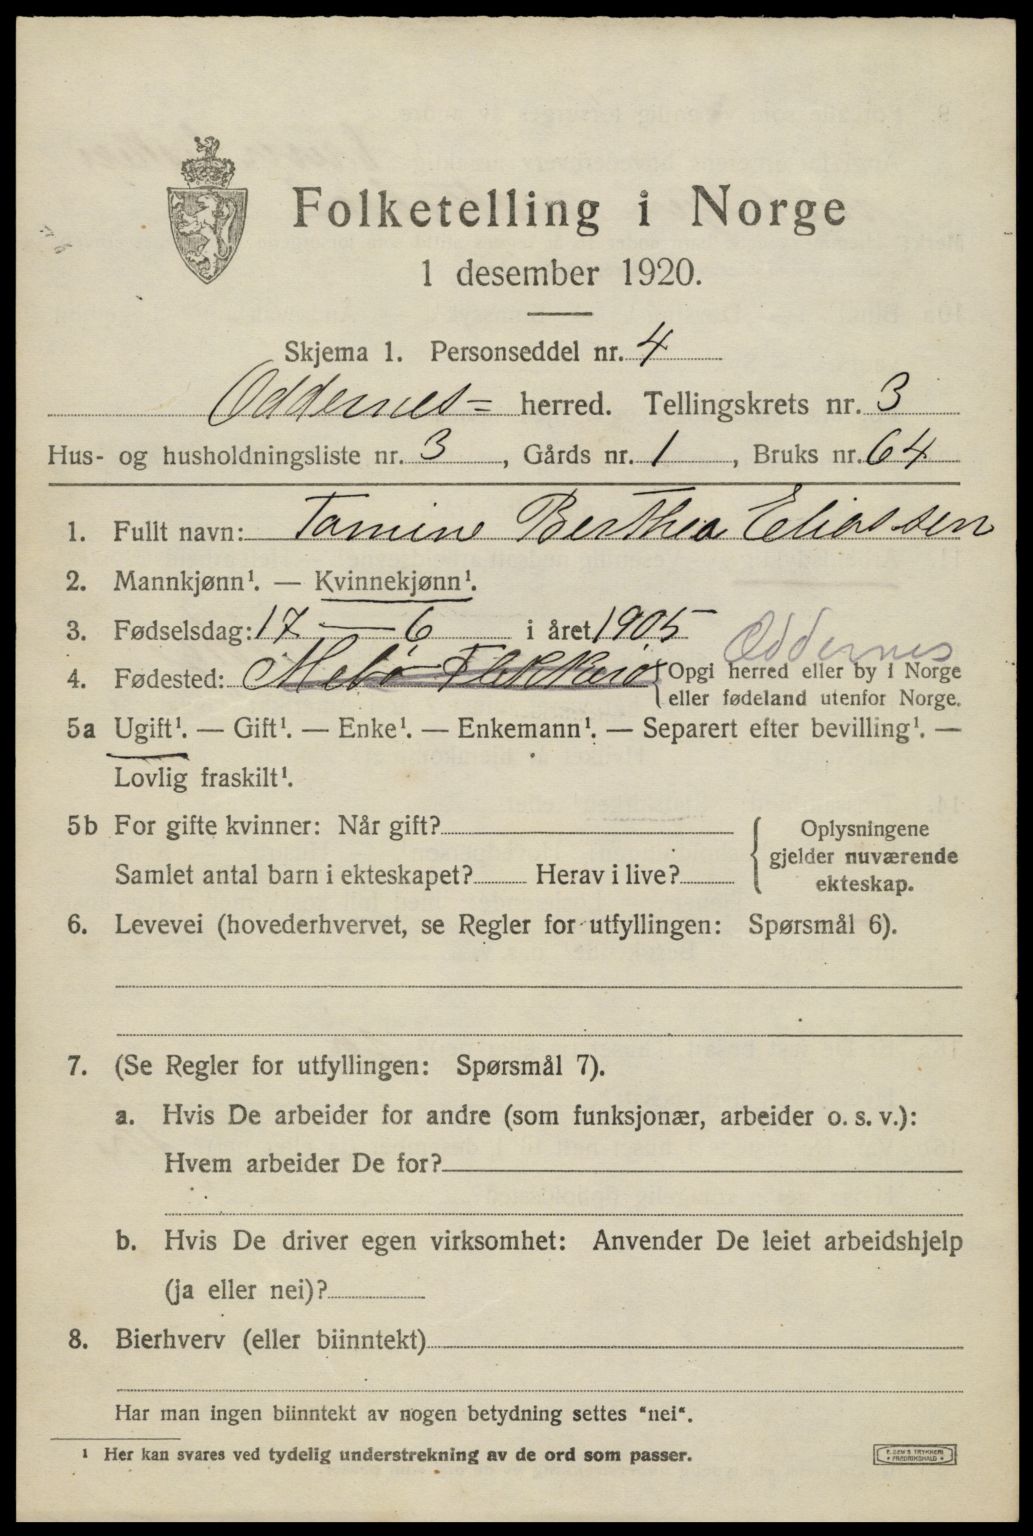 Folketelling i Norge
1 desember 1920.
Skjema 1. Personseddel nr. 4
Oddernes= herred. Tellingskrets nr. 3
Hus- og husholdningsliste nr. 3, Gårds nr. 1, Bruks nr. 64
1. Fullt navn: Tomine Berthea Eliassen
2. Mannkjønn¹. — Kvinnekjønn¹.
3. Fødselsdag: 17 — 6 i året 1905
Oddernes
4. Fødested: Mebø Flekkerø { Opgi herred eller by i Norge
eller fødeland utenfor Norge.
5a Ugift¹. — Gift¹. — Enke¹. — Enkemann¹. — Separert efter bevilling¹. —
Lovlig fraskilt¹.
5b For gifte kvinner: Når gift?
Samlet antal barn i ekteskapet? Herav i live?
{ Oplysningene
gjelder nuværende
ekteskap.
6. Levevei (hovederhvervet, se Regler for utfyllingen: Spørsmål 6).
7. (Se Regler for utfyllingen: Spørsmål 7).
a. Hvis De arbeider for andre (som funksjonær, arbeider o. s. v.):
Hvem arbeider De for?
b. Hvis De driver egen virksomhet: Anvender De leiet arbeidshjelp
(ja eller nei)?
8. Bierhverv (eller biinntekt)
Har man ingen biinntekt av nogen betydning settes "nei".
¹ Her kan svares ved tydelig understrekning av de ord som passer.
E. SEM'S TRYKKERI
FREDRIKSHALD